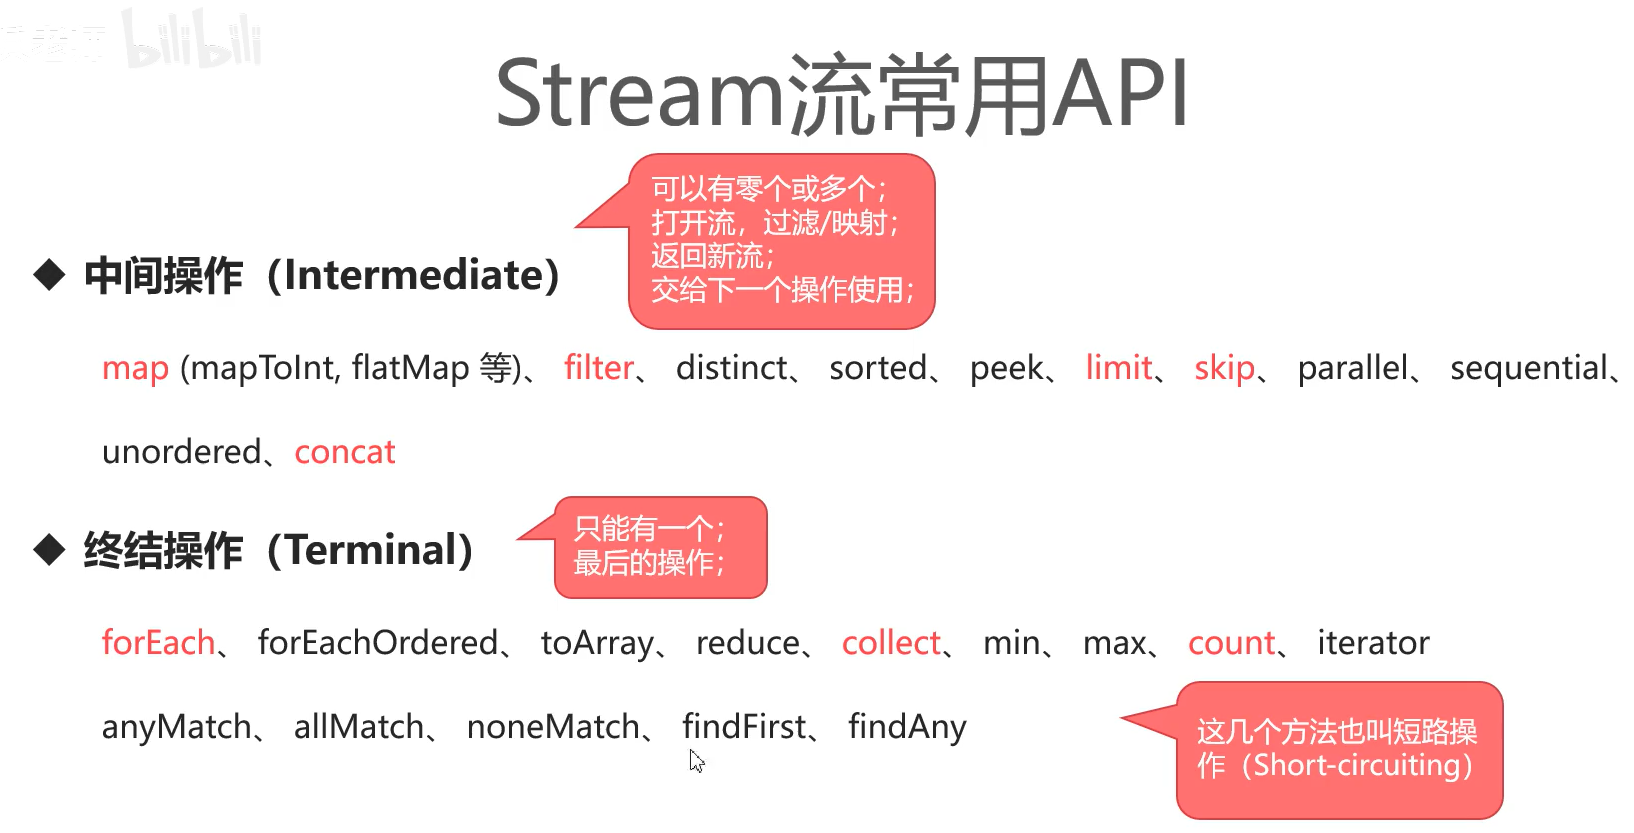 bilibili
Stream流常用API
可以有零个或多个；
打开流，过滤/映射；
返回新流；
交给下一个操作使用；
◆ 中间操作（Intermediate）
map (mapToInt, flatMap 等)、 filter、 distinct、 sorted、 peek、 limit、 skip、 parallel、 sequential、
unordered、concat
只能有一个；
最后的操作；
◆ 终结操作（Terminal）
forEach、 forEachOrdered、 toArray、 reduce、 collect、 min、 max、 count、 iterator
anyMatch、 allMatch、 noneMatch、 findFirst、 findAny
这几个方法也叫短路操
作（Short-circuiting）